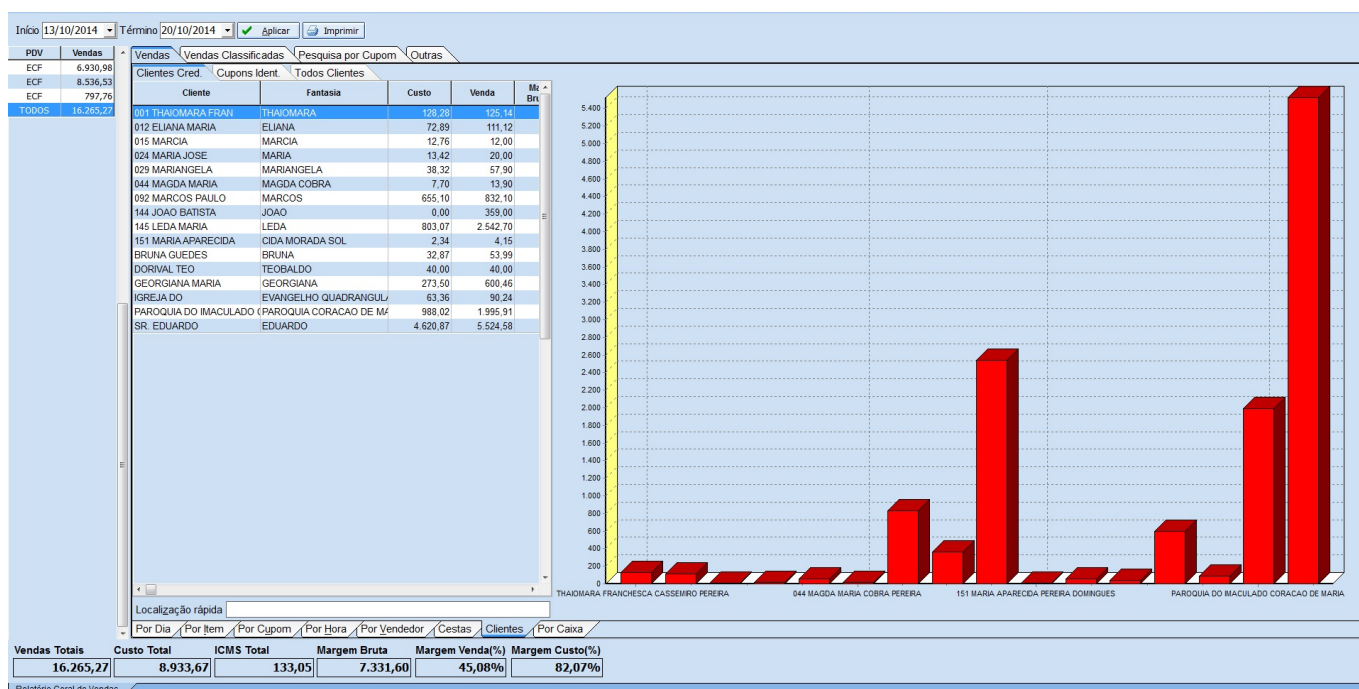 Início 13/10/2014 Término 20/10/2014 Aplicar Imprimir
PDV Vendas
ECF 6.930,98
ECF 8.536,53
ECF 797,76
TODOS 16.265,27
Vendas Vendas Classificadas Pesquisa por Cupom Outras
Clientes Cred. Cupons Ident. Todos Clientes
Cliente Fantasia Custo Venda
001 THAIOMARA FRAN THAIOMARA 128,28 125,14
012 ELIANA MARIA ELIANA 72,89 111,12
015 MARCIA MARCIA 12,76 12,00
024 MARIA JOSE MARIA 13,42 20,00
029 MARIANGELA MARIANGELA 38,32 57,90
044 MAGDA MARIA MAGDA COBRA 7,70 13,90
092 MARCOS PAULO MARCOS 655,10 832,10
144 JOAO BATISTA JOAO 0,00 359,00
145 LEDA MARIA LEDA 803,07 2.542,70
151 MARIA APARECIDA CIDA MORADA SOL 2,34 4,15
BRUNA GUEDES BRUNA 32,87 53,99
DORIVAL TEO TEOBALDO 40,00 40,00
GEORGIANA MARIA GEORGIANA 273,50 600,46
IGREJA DO EVANGELHO QUADRANGUL 63,36 90,24
PAROQUIA DO IMACULADO PAROQUIA CORACAO DE MA 988,02 1.995,91
SR. EDUARDO EDUARDO 4.620,87 5.524,58
5.400
5.200
5.000
4.800
4.600
4.400
4.200
4.000
3.800
3.600
3.400
3.200
3.000
2.800
2.600
2.400
2.200
2.000
1.800
1.600
1.400
1.200
1.000
800
600
400
200
0
THAIOMARA FRANCHESCA CASSEMIRO PEREIRA 044 MAGDA MARIA COBRA PEREIRA 151 MARIA APARECIDA PEREIRA DOMINGUES PAROQUIA DO IMACULADO CORACAO DE MARIA
Localização rápida
Por Dia Por Item Por Cupom Por Hora Por Vendedor Cestas Clientes Por Caixa
Vendas Totais Custo Total ICMS Total Margem Bruta Margem Venda(%) Margem Custo(%)
16.265,27 8.933,67 133,05 7.331,60 45,08% 82,07%
Relatório Geral de Vendas